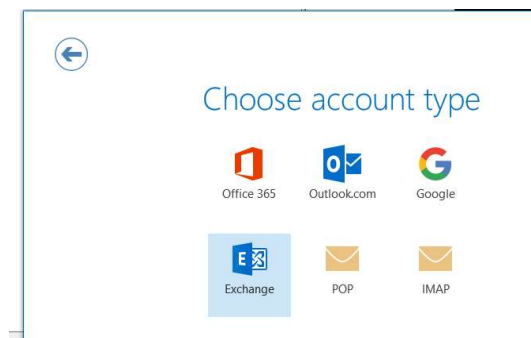 Choose account type
Office 365
Outlook.com
Google
Exchange
POP
IMAP